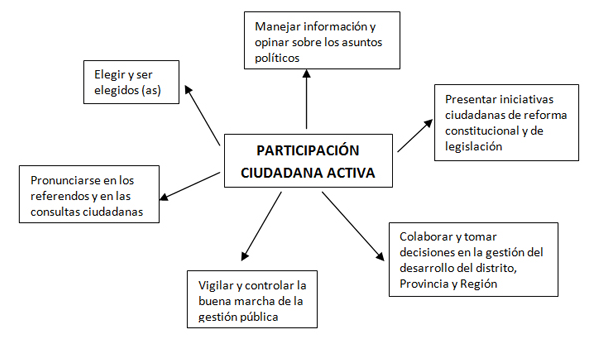 Manejar información y
opinar sobre los asuntos
políticos
Elegir y ser
elegidos (as)
Presentar iniciativas
ciudadanas de reforma
constitucional y de
legislación
PARTICIPACIÓN
CIUDADANA ACTIVA
Pronunciarse en los
referendos y en las
consultas ciudadanas
Colaborar y tomar
decisiones en la gestión del
desarrollo del distrito,
Provincia y Región
Vigilar y controlar la
buena marcha de la
gestión pública